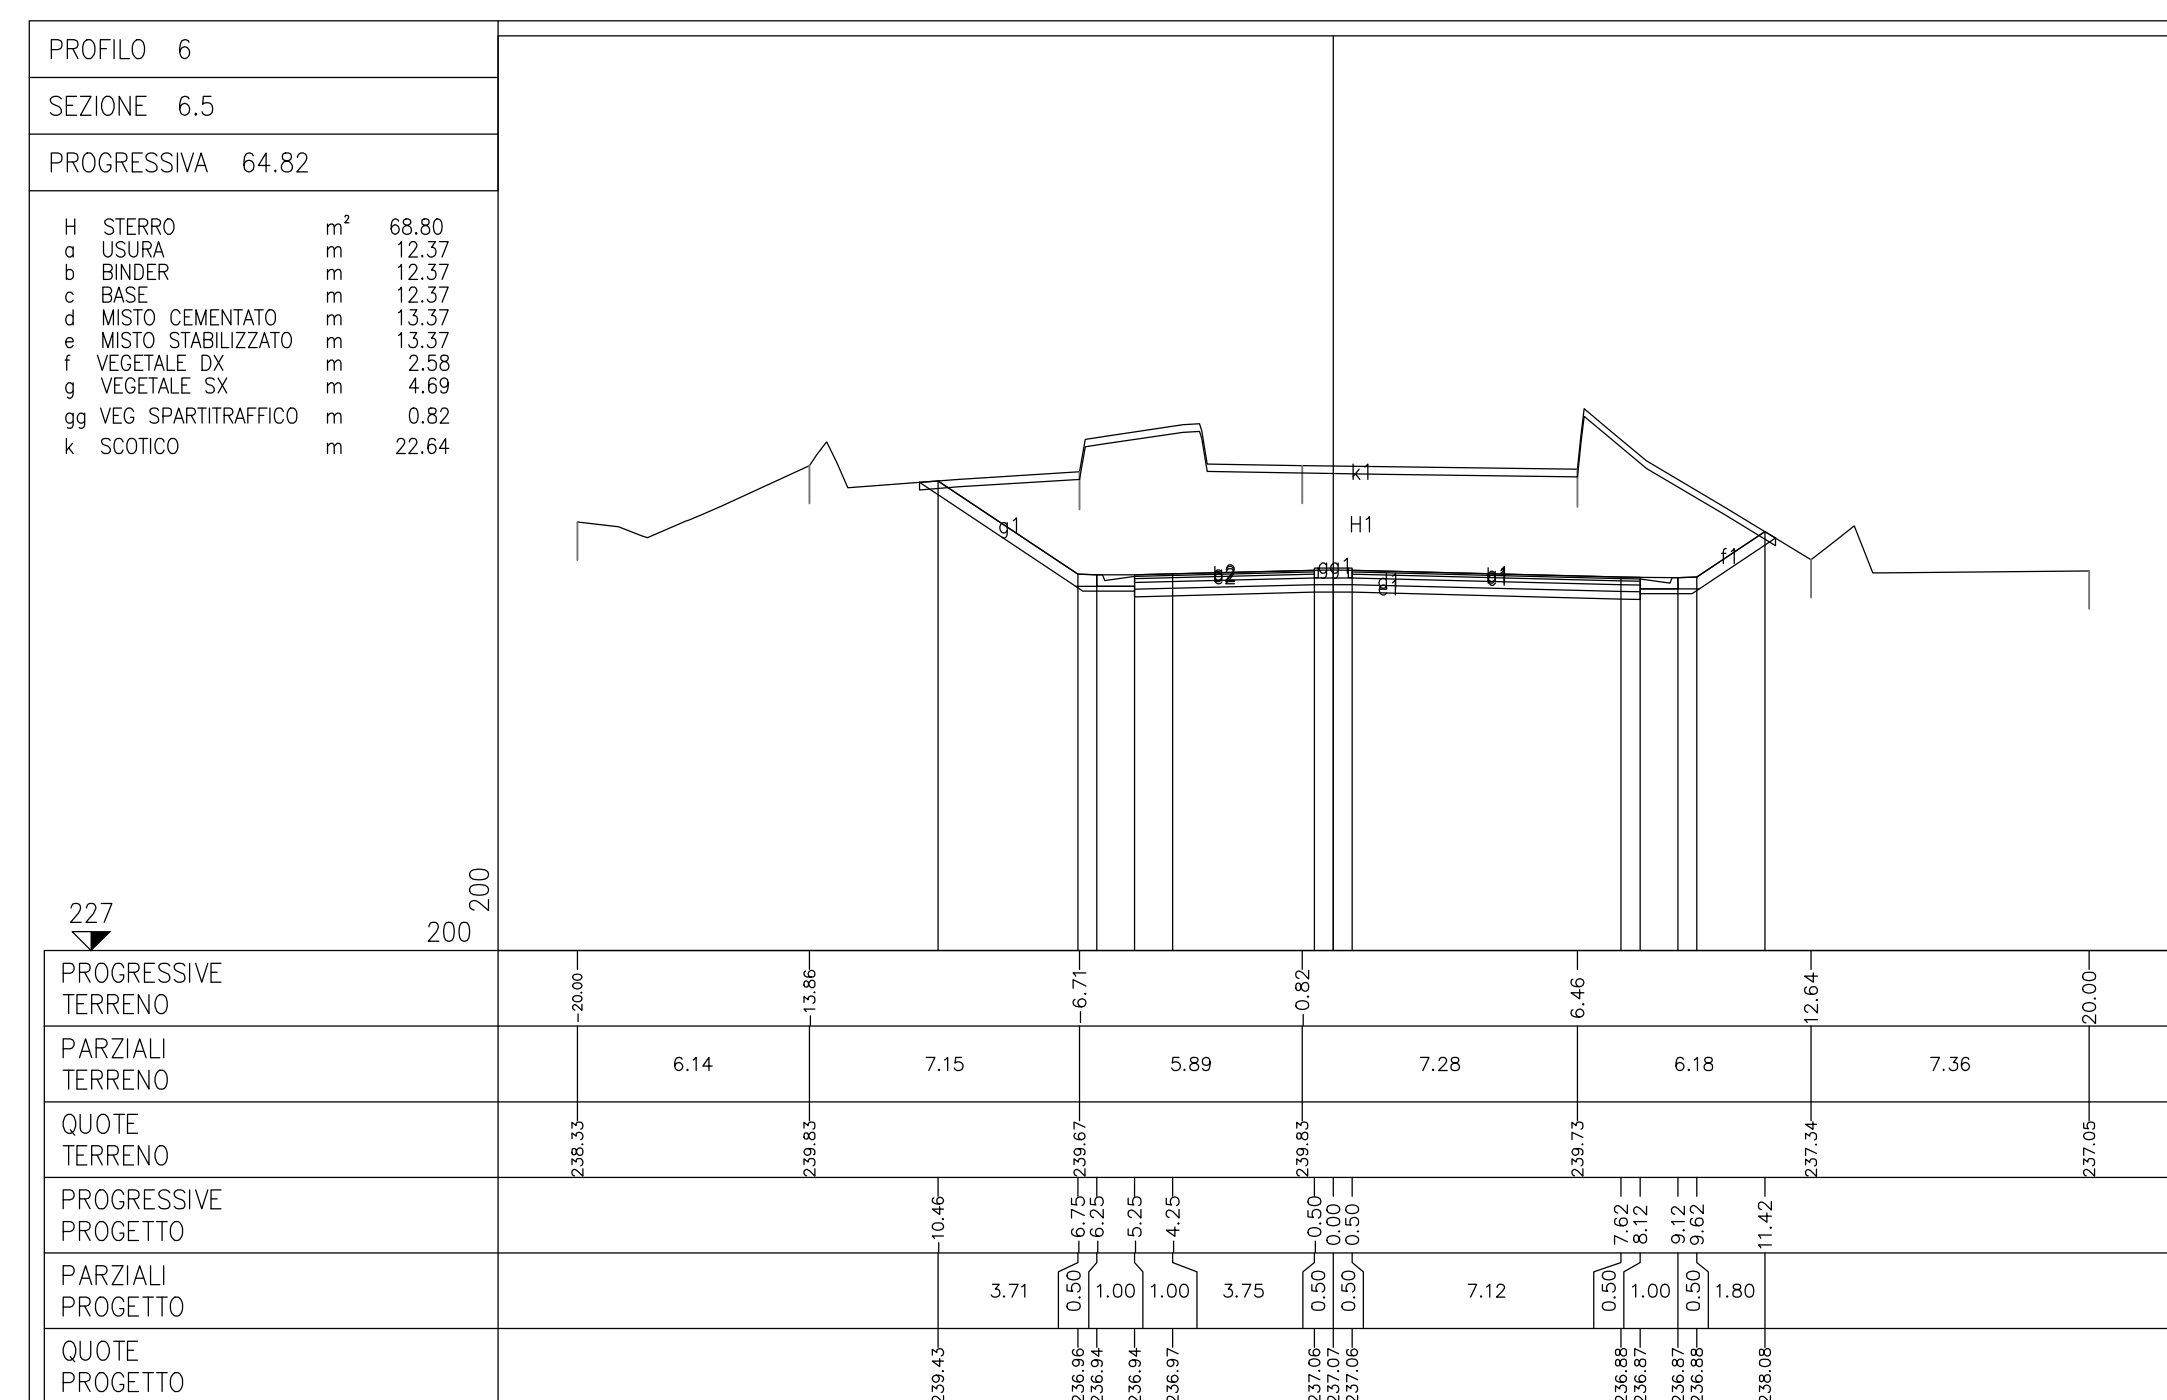 PROFILO 6
SEZIONE 6.5
PROGRESSIVA 64.82
H STERRO m² 68.80
a USURA m 12.37
b BINDER m 12.37
c BASE m 12.37
d MISTO CEMENTATO m 13.37
e MISTO STABILIZZATO m 13.37
f VEGETALE DX m 2.58
g VEGETALE SX m 4.69
gg VEG SPARTITRAFFICO m 0.82
k SCOTICO m 22.64
k1
g1
H1
f1
gg1
d1
e1
227
200
200
PROGRESSIVE TERRENO
-20.00 -13.86 -6.71 -0.82 6.46 12.64 20.00
PARZIALI TERRENO
6.14 7.15 5.89 7.28 6.18 7.36
QUOTE TERRENO
238.33 239.83 239.67 239.83 239.73 237.34 237.05
PROGRESSIVE PROGETTO
-10.46 -6.75 -6.25 -5.25 -4.25 -0.50 0.00 0.50 7.62 8.12 9.12 9.62 11.42
PARZIALI PROGETTO
3.71 0.50 1.00 1.00 3.75 0.50 0.50 7.12 0.50 1.00 0.50 1.80
QUOTE PROGETTO
239.43 236.96 236.94 236.94 236.97 237.06 237.07 237.06 236.88 236.87 236.87 236.88 238.08